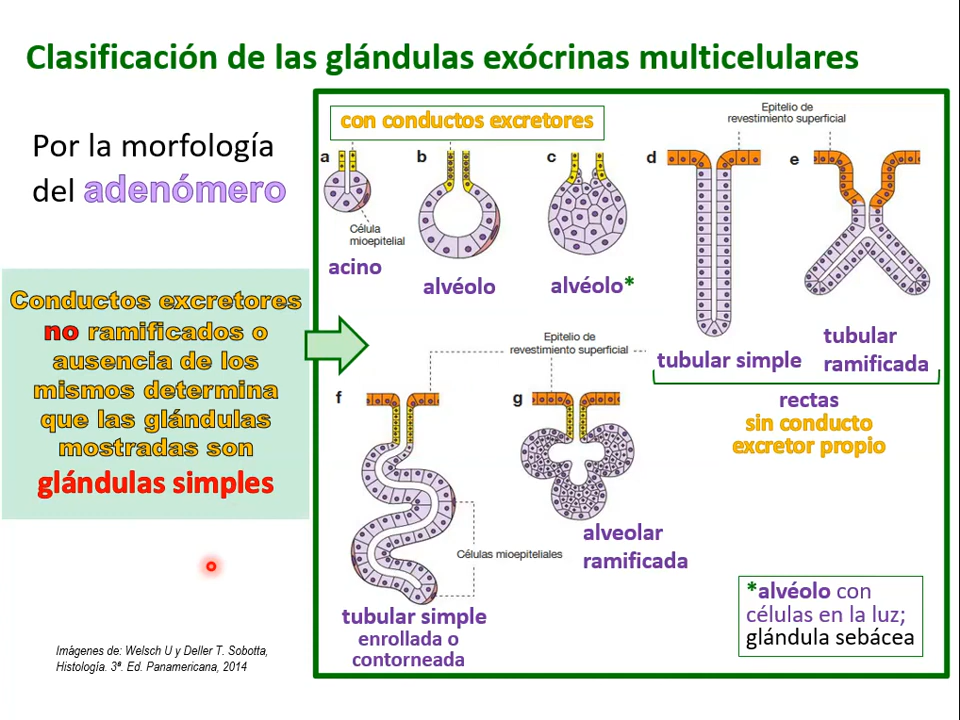 Clasificación de las glándulas exócrinas multicelulares
Por la morfología
del adenómero
Conductos excretores
no ramificados o
ausencia de los
mismos determina
que las glándulas
mostradas son
glándulas simples
Imágenes de: Welsch U y Deller T. Sobotta,
Histología. 3ª. Ed. Panamericana, 2014
con conductos excretores
Epitelio de
revestimiento superficial
a
b
c
d
e
Célula
mioepitelial
acino
alvéolo
alvéolo*
tubular simple
tubular
ramificada
rectas
sin conducto
excretor propio
Epitelio de
revestimiento superficial
f
g
Células mioepiteliales
alveolar
ramificada
tubular simple
enrollada o
contorneada
*alvéolo con
células en la luz;
glándula sebácea